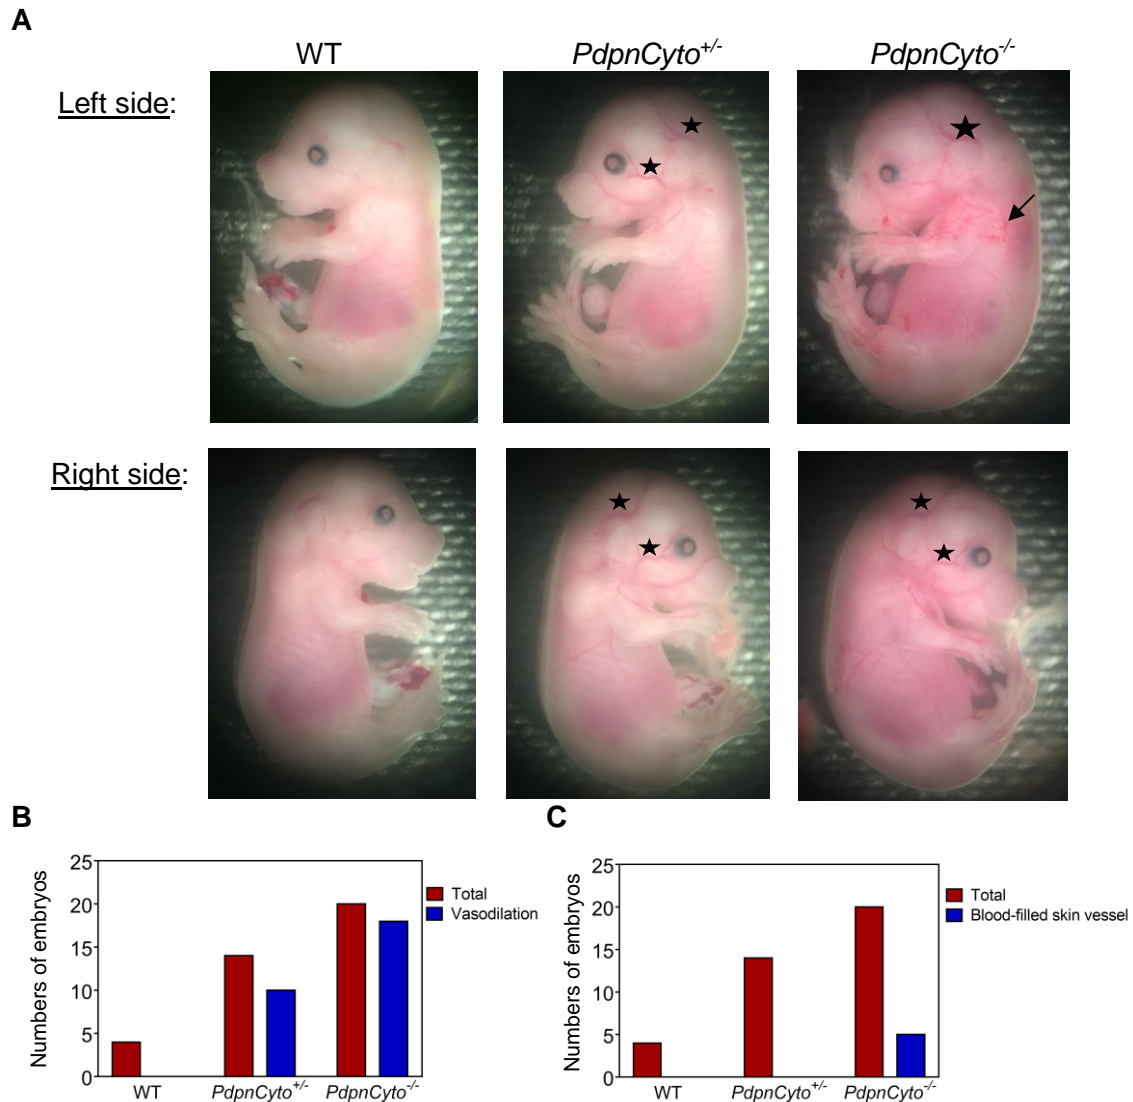 A
WT
PdpnCyto+/-
PdpnCyto-/-
Left side:
Right side:
B
25
20
15
10
5
0
Numbers of embryos
WT
PdpnCyto+/-
PdpnCyto-/-
Total
Vasodilation
C
25
20
15
10
5
0
Numbers of embryos
WT
PdpnCyto+/-
PdpnCyto-/-
Total
Blood-filled skin vessel